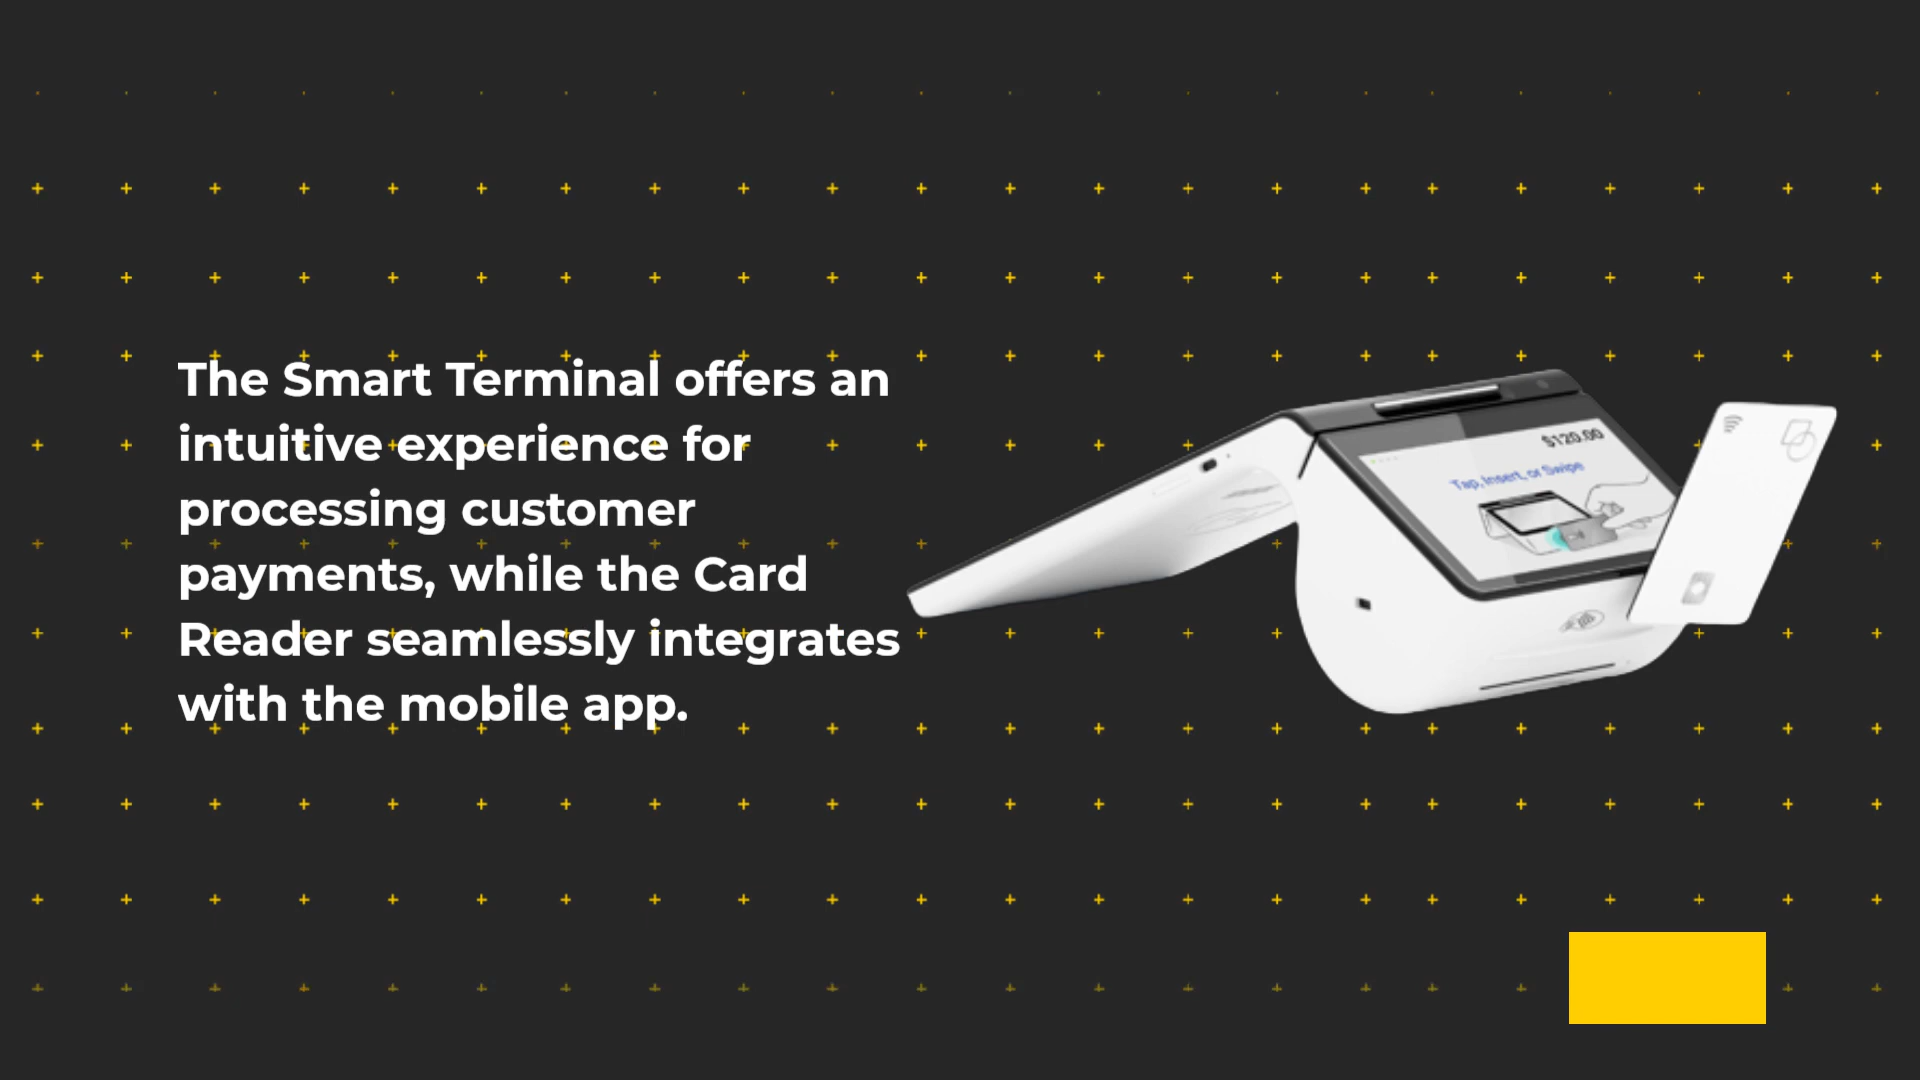 The Smart Terminal offers an
intuitive experience for
processing customer
payments, while the Card
Reader seamlessly integrates
with the mobile app.
$120.00
Tap, Insert, or Swipe